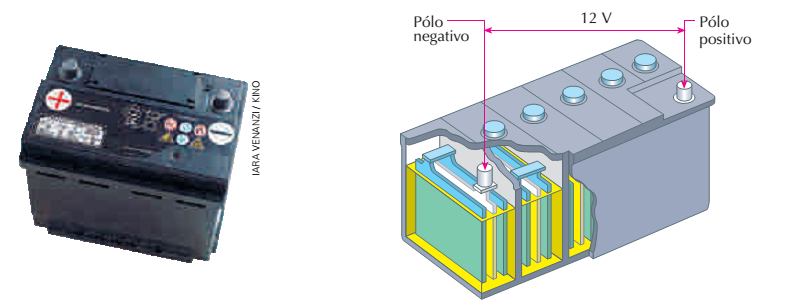 IARA VENANZI / KINO
Pólo
negativo
12 V
Pólo
positivo